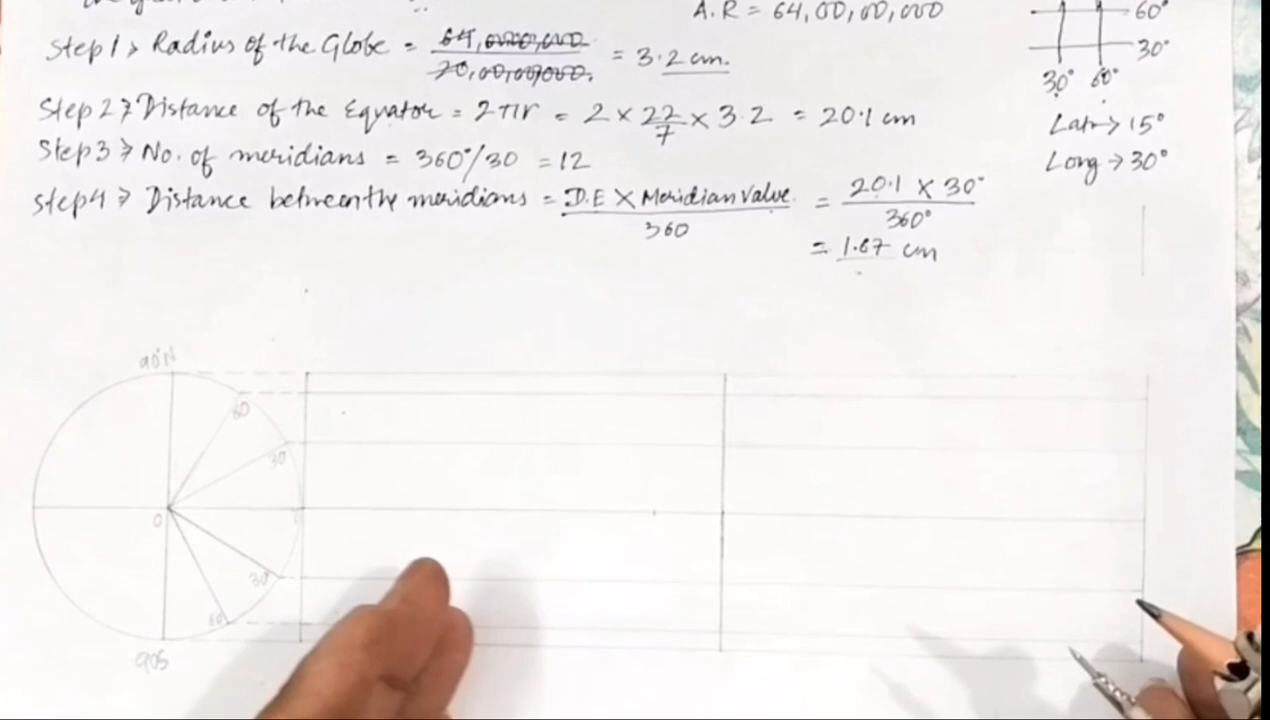 A.R = 64,00,00,000
Step 1 > Radius of the Globe = 64,0000,000 / 20,00,00,000. = 3.2 cm.
Step 2 > Distance of the Equator = 2πr = 2 × 22/7 × 3.2 = 20.1 cm
Step 3 > No. of meridians = 360°/30 = 12
Step 4 > Distance between the meridians = D.E × Meridian Value / 360 = 20.1 × 30° / 360°
= 1.67 cm
60°
30°
30° 60°
Lat → 15°
Long → 30°
90°N
60
30
0
30
60
90S